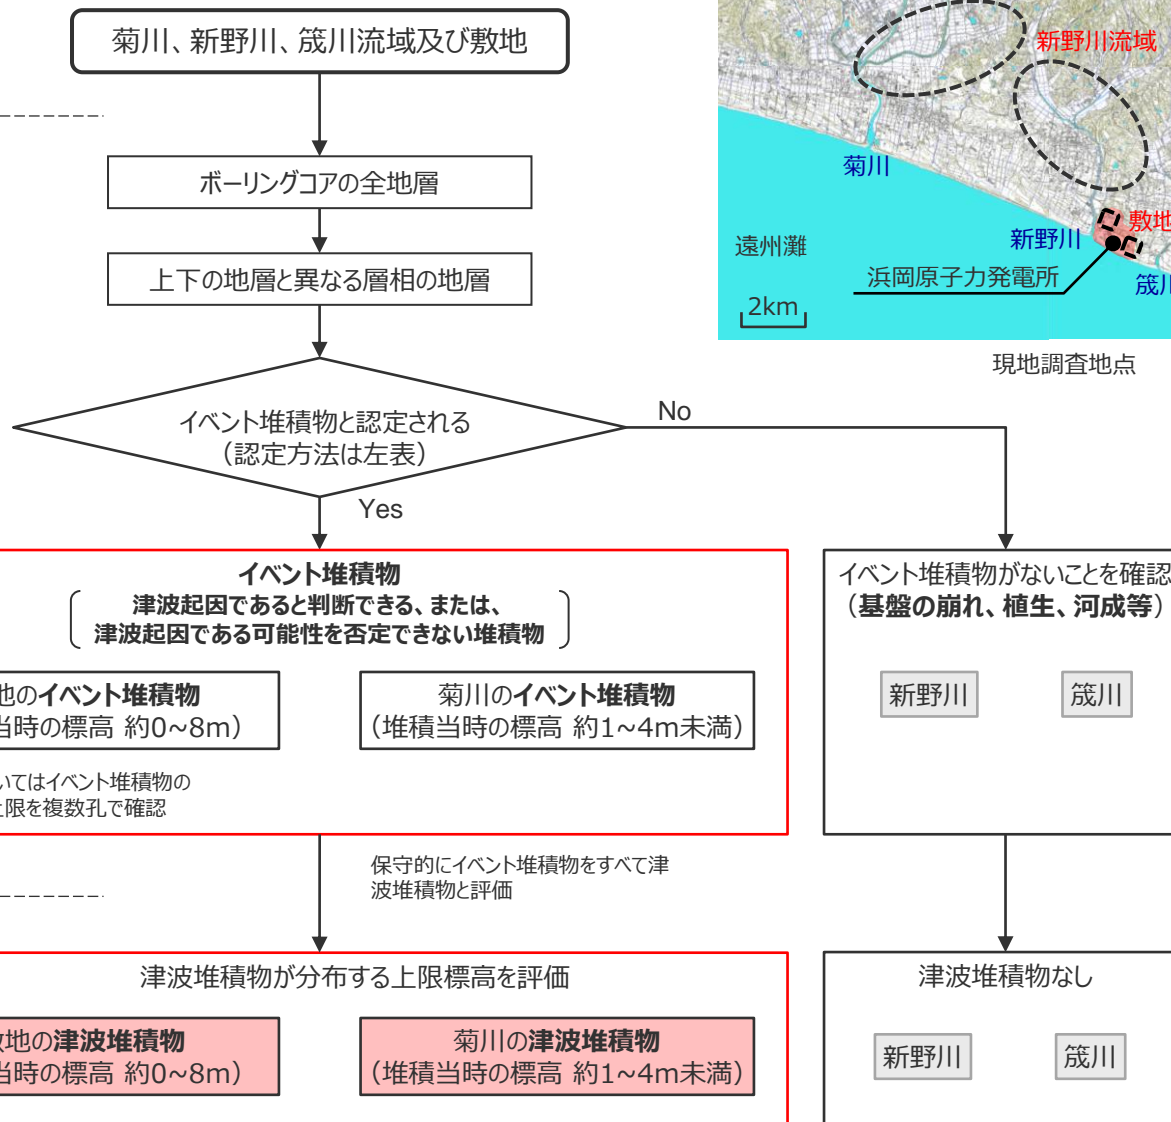 菊川、新野川、筬川流域及び敷地
ボーリングコアの全地層
上下の地層と異なる層相の地層
イベント堆積物と認定される
（認定方法は左表）
No
Yes
新野川流域
菊川
敷地
新野川
遠州灘
浜岡原子力発電所
筬川
2km
現地調査地点
イベント堆積物
津波起因であると判断できる、または、
津波起因である可能性を否定できない堆積物
地のイベント堆積物
当時の標高 約0~8m）
菊川のイベント堆積物
（堆積当時の標高 約1~4m未満）
いてはイベント堆積物の
上限を複数孔で確認
イベント堆積物がないことを確認
（基盤の崩れ、植生、河成等）
新野川
筬川
保守的にイベント堆積物をすべて津
波堆積物と評価
津波堆積物が分布する上限標高を評価
敷地の津波堆積物
当時の標高 約0~8m）
菊川の津波堆積物
（堆積当時の標高 約1~4m未満）
津波堆積物なし
新野川
筬川